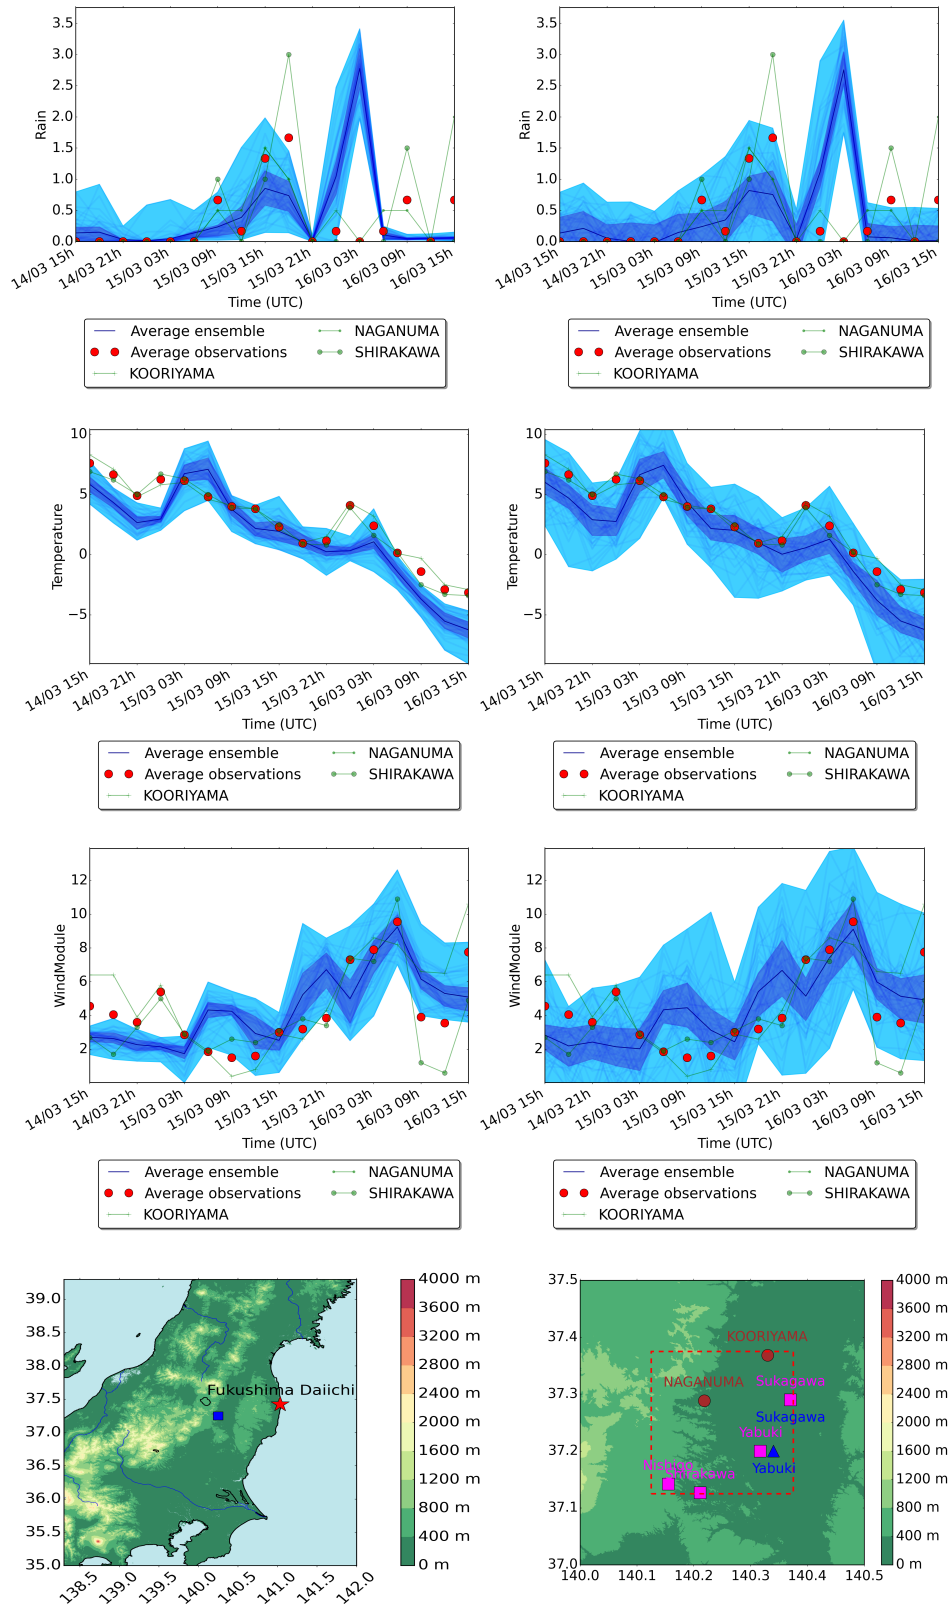 3.5
3.0
2.5
2.0
1.5
1.0
0.5
0.0
Rain
14/03 15h
14/03 21h
15/03 03h
15/03 09h
15/03 15h
15/03 21h
16/03 03h
16/03 09h
16/03 15h
Time (UTC)
Average ensemble
Average observations
KOORIYAMA
NAGANUMA
SHIRAKAWA
3.5
3.0
2.5
2.0
1.5
1.0
0.5
0.0
Rain
14/03 15h
14/03 21h
15/03 03h
15/03 09h
15/03 15h
15/03 21h
16/03 03h
16/03 09h
16/03 15h
Time (UTC)
Average ensemble
Average observations
KOORIYAMA
NAGANUMA
SHIRAKAWA
10
5
0
−5
Temperature
14/03 15h
14/03 21h
15/03 03h
15/03 09h
15/03 15h
15/03 21h
16/03 03h
16/03 09h
16/03 15h
Time (UTC)
Average ensemble
Average observations
KOORIYAMA
NAGANUMA
SHIRAKAWA
10
5
0
−5
Temperature
14/03 15h
14/03 21h
15/03 03h
15/03 09h
15/03 15h
15/03 21h
16/03 03h
16/03 09h
16/03 15h
Time (UTC)
Average ensemble
Average observations
KOORIYAMA
NAGANUMA
SHIRAKAWA
12
10
8
6
4
2
WindModule
14/03 15h
14/03 21h
15/03 03h
15/03 09h
15/03 15h
15/03 21h
16/03 03h
16/03 09h
16/03 15h
Time (UTC)
Average ensemble
Average observations
KOORIYAMA
NAGANUMA
SHIRAKAWA
12
10
8
6
4
2
WindModule
14/03 15h
14/03 21h
15/03 03h
15/03 09h
15/03 15h
15/03 21h
16/03 03h
16/03 09h
16/03 15h
Time (UTC)
Average ensemble
Average observations
KOORIYAMA
NAGANUMA
SHIRAKAWA
39.0
38.5
38.0
37.5
37.0
36.5
36.0
35.5
35.0
138.5
139.0
139.5
140.0
140.5
141.0
141.5
142.0
Fukushima Daiichi
4000 m
3600 m
3200 m
2800 m
2400 m
2000 m
1600 m
1200 m
800 m
400 m
0 m
37.5
37.4
37.3
37.2
37.1
37.0
140.0
140.1
140.2
140.3
140.4
140.5
KOORIYAMA
NAGANUMA
Sukagawa
Sukagawa
Yabuki
Yabuki
Nishigo
Shirakawa
4000 m
3600 m
3200 m
2800 m
2400 m
2000 m
1600 m
1200 m
800 m
400 m
0 m